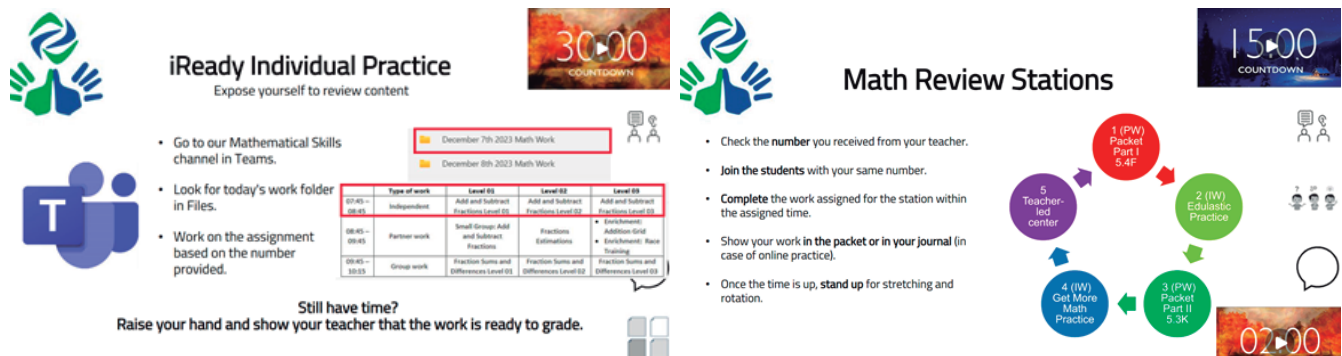 iReady Individual Practice
Expose yourself to review content
30:00
COUNTDOWN
• Go to our Mathematical Skills
channel in Teams.
• Look for today's work folder
in Files.
• Work on the assignment
based on the number
provided.
T
December 7th 2023 Math Work
December 8th 2023 Math Work
Type of work Level 01 Level 02 Level 03
07:45 – 08:45 Independent Add and Subtract Fractions Level 01 Add and Subtract Fractions Level 02 Add and Subtract Fractions Level 03
08:45 – 09:45 Partner work Small Group: Add and Subtract Fractions Fractions Estimations • Enrichment: Addition Grid • Enrichment: Race Training
09:45 – 10:15 Group work Fraction Sums and Differences Level 01 Fraction Sums and Differences Level 02 Fraction Sums and Differences Level 03
Still have time?
Raise your hand and show your teacher that the work is ready to grade.
Math Review Stations
15:00
COUNTDOWN
• Check the number you received from your teacher.
• Join the students with your same number.
• Complete the work assigned for the station within
the assigned time.
• Show your work in the packet or in your journal (in
case of online practice).
• Once the time is up, stand up for stretching and
rotation.
1 (PW)
Packet
Part I
5.4F
2 (IW)
Edulastic
Practice
3 (PW)
Packet
Part II
5.3K
4 (IW)
Get More
Math
Practice
5
Teacher-
led
center
02:00